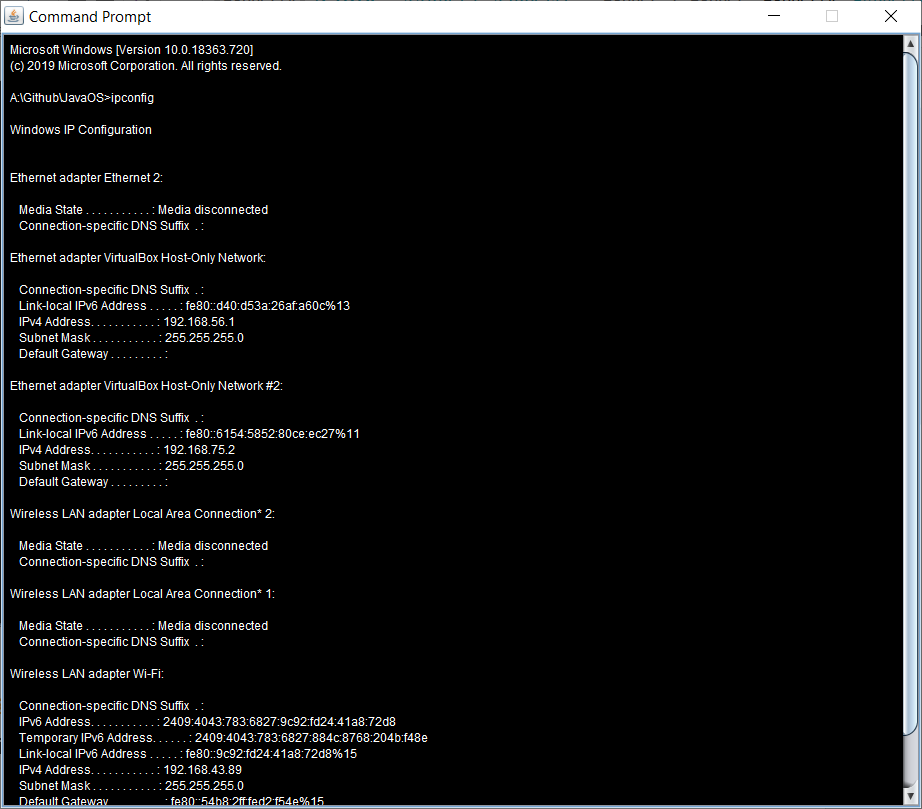 Command Prompt
Microsoft Windows [Version 10.0.18363.720]
(c) 2019 Microsoft Corporation. All rights reserved.
A:\Github\JavaOS>ipconfig
Windows IP Configuration
Ethernet adapter Ethernet 2:
Media State . . . . . . . . . . . : Media disconnected
Connection-specific DNS Suffix  . :
Ethernet adapter VirtualBox Host-Only Network:
Connection-specific DNS Suffix  . :
Link-local IPv6 Address . . . . . : fe80::d40:d53a:26af:a60c%13
IPv4 Address. . . . . . . . . . . : 192.168.56.1
Subnet Mask . . . . . . . . . . . : 255.255.255.0
Default Gateway . . . . . . . . . :
Ethernet adapter VirtualBox Host-Only Network #2:
Connection-specific DNS Suffix  . :
Link-local IPv6 Address . . . . . : fe80::6154:5852:80ce:ec27%11
IPv4 Address. . . . . . . . . . . : 192.168.75.2
Subnet Mask . . . . . . . . . . . : 255.255.255.0
Default Gateway . . . . . . . . . :
Wireless LAN adapter Local Area Connection* 2:
Media State . . . . . . . . . . . : Media disconnected
Connection-specific DNS Suffix  . :
Wireless LAN adapter Local Area Connection* 1:
Media State . . . . . . . . . . . : Media disconnected
Connection-specific DNS Suffix  . :
Wireless LAN adapter Wi-Fi:
Connection-specific DNS Suffix  . :
IPv6 Address. . . . . . . . . . . : 2409:4043:783:6827:9c92:fd24:41a8:72d8
Temporary IPv6 Address. . . . . . : 2409:4043:783:6827:884c:8768:204b:f48e
Link-local IPv6 Address . . . . . : fe80::9c92:fd24:41a8:72d8%15
IPv4 Address. . . . . . . . . . . : 192.168.43.89
Subnet Mask . . . . . . . . . . . : 255.255.255.0
Default Gateway . . . . . . . . . : fe80::54b8:2ff:fed2:f54e%15